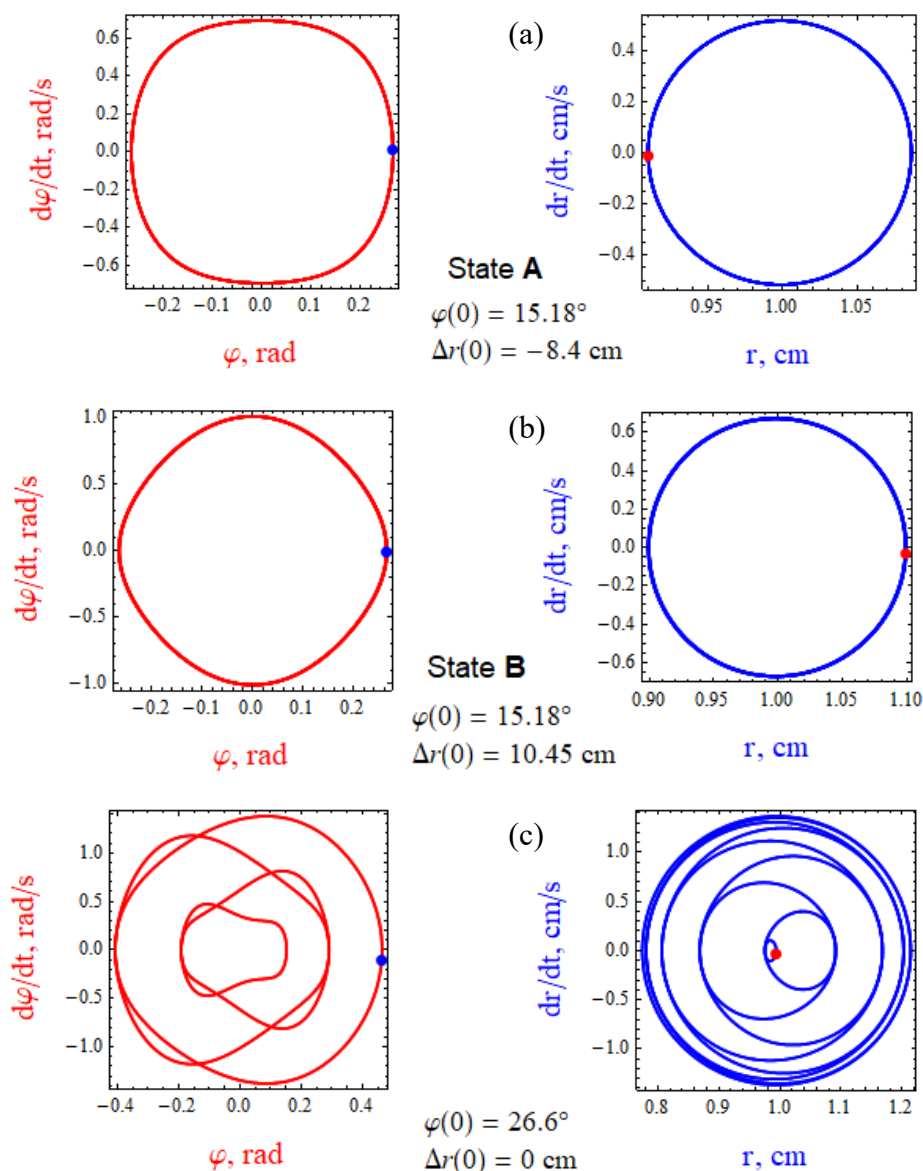 (a)
dφ/dt, rad/s
0.6
0.4
0.2
0.0
−0.2
−0.4
−0.6
−0.2 −0.1 0.0 0.1 0.2
φ, rad
dr/dt, cm/s
0.4
0.2
0.0
−0.2
−0.4
0.95 1.00 1.05
r, cm
State A
φ(0) = 15.18°
Δr(0) = −8.4 cm
(b)
dφ/dt, rad/s
1.0
0.5
0.0
−0.5
−1.0
−0.2 −0.1 0.0 0.1 0.2
φ, rad
dr/dt, cm/s
0.6
0.4
0.2
0.0
−0.2
−0.4
−0.6
0.90 0.95 1.00 1.05 1.10
r, cm
State B
φ(0) = 15.18°
Δr(0) = 10.45 cm
(c)
dφ/dt, rad/s
1.0
0.5
0.0
−0.5
−1.0
−0.4 −0.2 0.0 0.2 0.4
φ, rad
dr/dt, cm/s
1.0
0.5
0.0
−0.5
−1.0
0.8 0.9 1.0 1.1 1.2
r, cm
φ(0) = 26.6°
Δr(0) = 0 cm